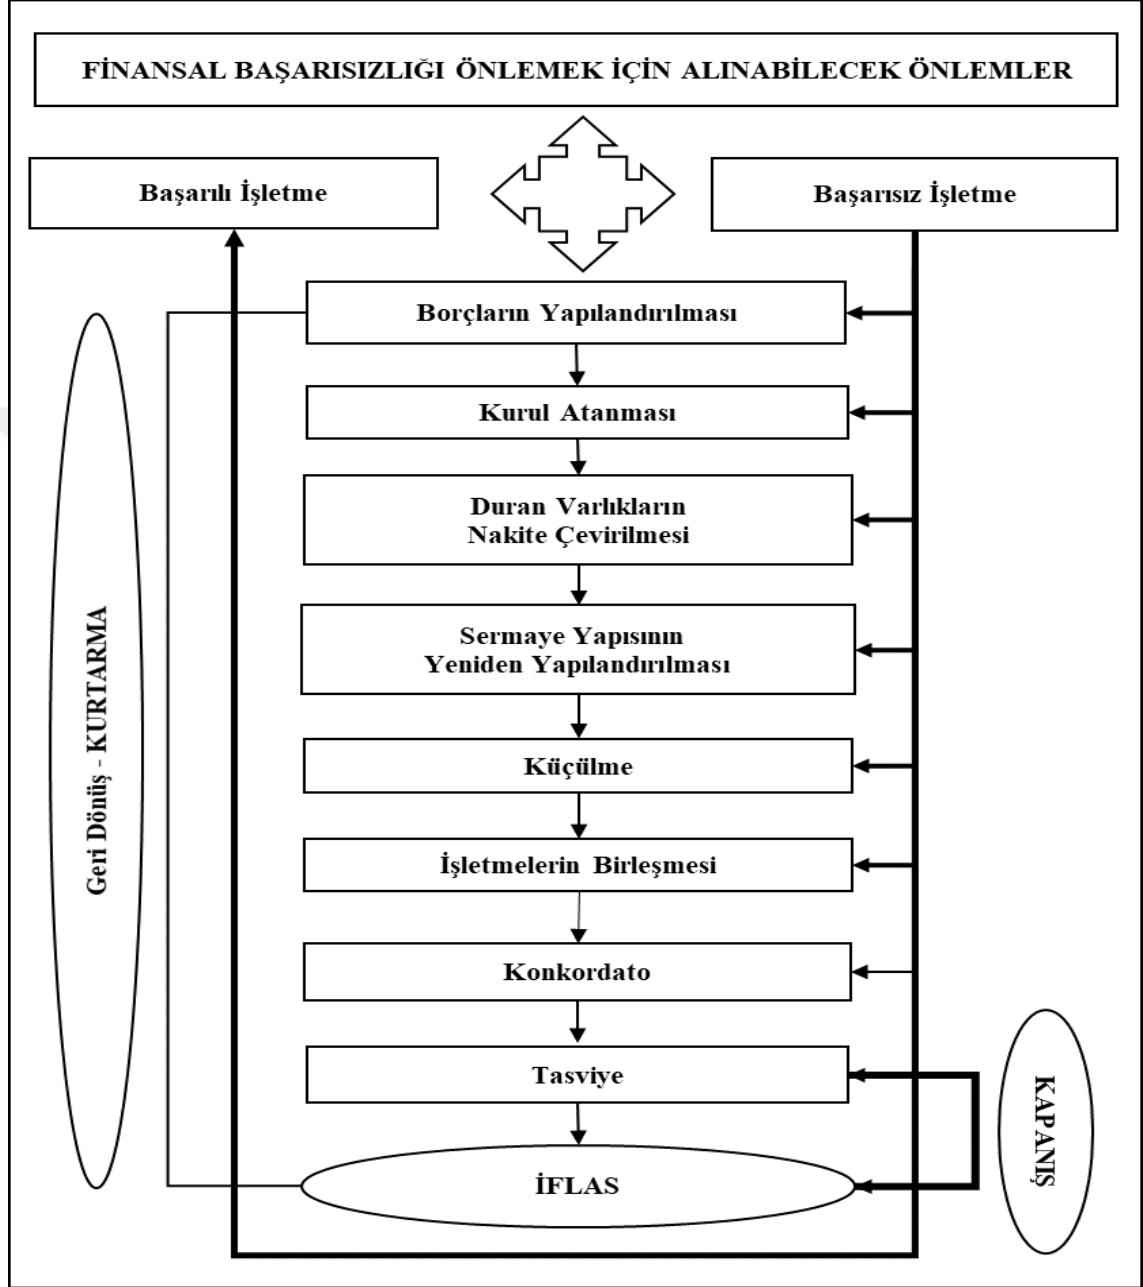 FİNANSAL BAŞARISIZLIĞI ÖNLEMEK İÇİN ALINABİLECEK ÖNLEMLER
Başarılı İşletme
Başarısız İşletme
Borçların Yapılandırılması
Kurul Atanması
Duran Varlıkların
Nakite Çevirilmesi
Sermaye Yapısının
Yeniden Yapılandırılması
Küçülme
İşletmelerin Birleşmesi
Konkordato
Tasviye
İFLAS
Geri Dönüş - KURTARMA
KAPANIŞ